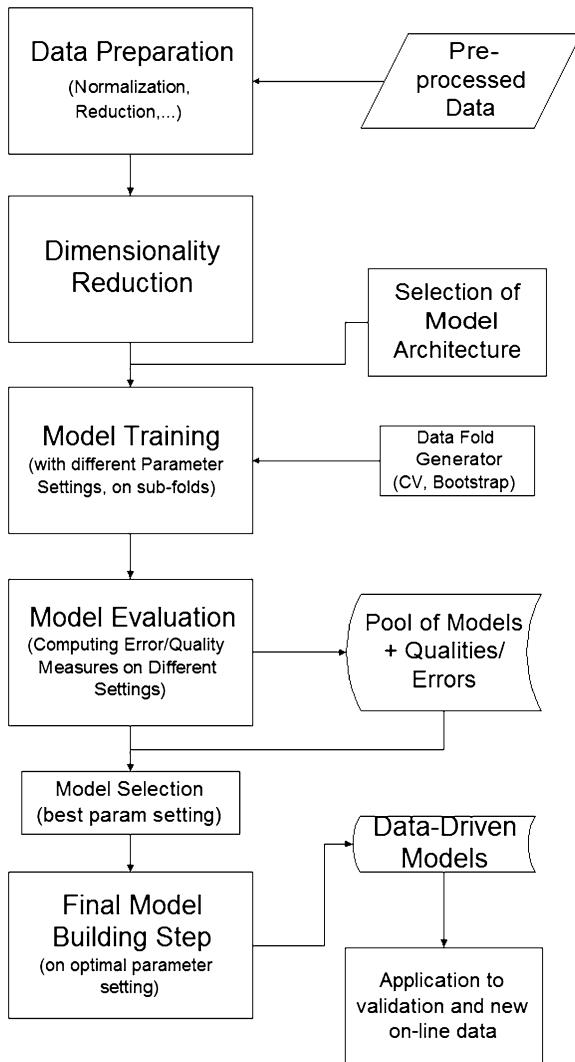 Data Preparation
(Normalization,
Reduction,...)
Pre-
processed
Data
Dimensionality
Reduction
Selection of
Model
Architecture
Model Training
(with different Parameter
Settings, on sub-folds)
Data Fold
Generator
(CV, Bootstrap)
Model Evaluation
(Computing Error/Quality
Measures on Different
Settings)
Pool of Models
+ Qualities/
Errors
Model Selection
(best param setting)
Data-Driven
Models
Final Model
Building Step
(on optimal parameter
setting)
Application to
validation and new
on-line data